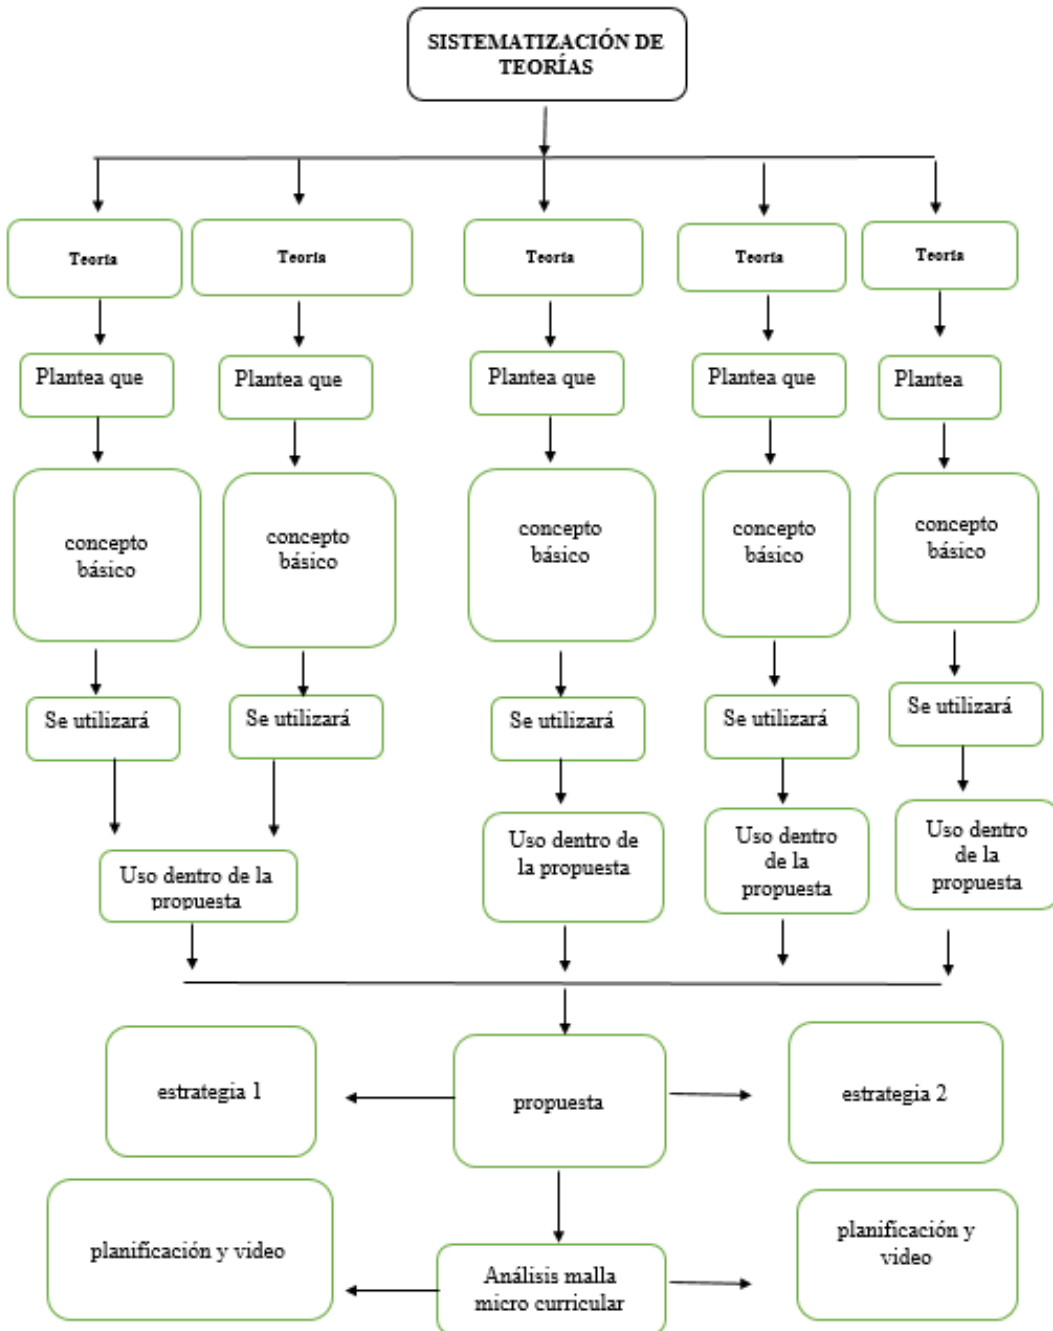 SISTEMATIZACIÓN DE
TEORÍAS
Teoría
Teoría
Teoría
Teoría
Teoría
Plantea que
Plantea que
Plantea que
Plantea que
Plantea
concepto
básico
concepto
básico
concepto
básico
concepto
básico
concepto
básico
Se utilizará
Se utilizará
Se utilizará
Se utilizará
Se utilizará
Uso dentro de la
propuesta
Uso dentro de
la propuesta
Uso dentro
de la
propuesta
Uso dentro
de la
propuesta
estrategia 1
propuesta
estrategia 2
planificación y video
Análisis malla
micro curricular
planificación y
video